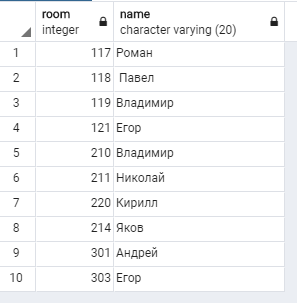 room name
integer character varying (20)
1 117 Роман
2 118 Павел
3 119 Владимир
4 121 Егор
5 210 Владимир
6 211 Николай
7 220 Кирилл
8 214 Яков
9 301 Андрей
10 303 Егор